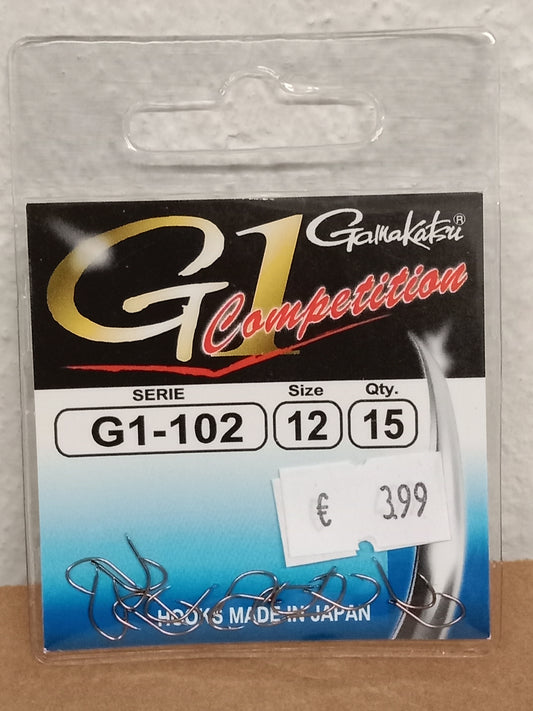 Gamakatsu®
G1
Competition
SERIE Size Qty.
G1-102 12 15
€ 3.99
HOOKS MADE IN JAPAN